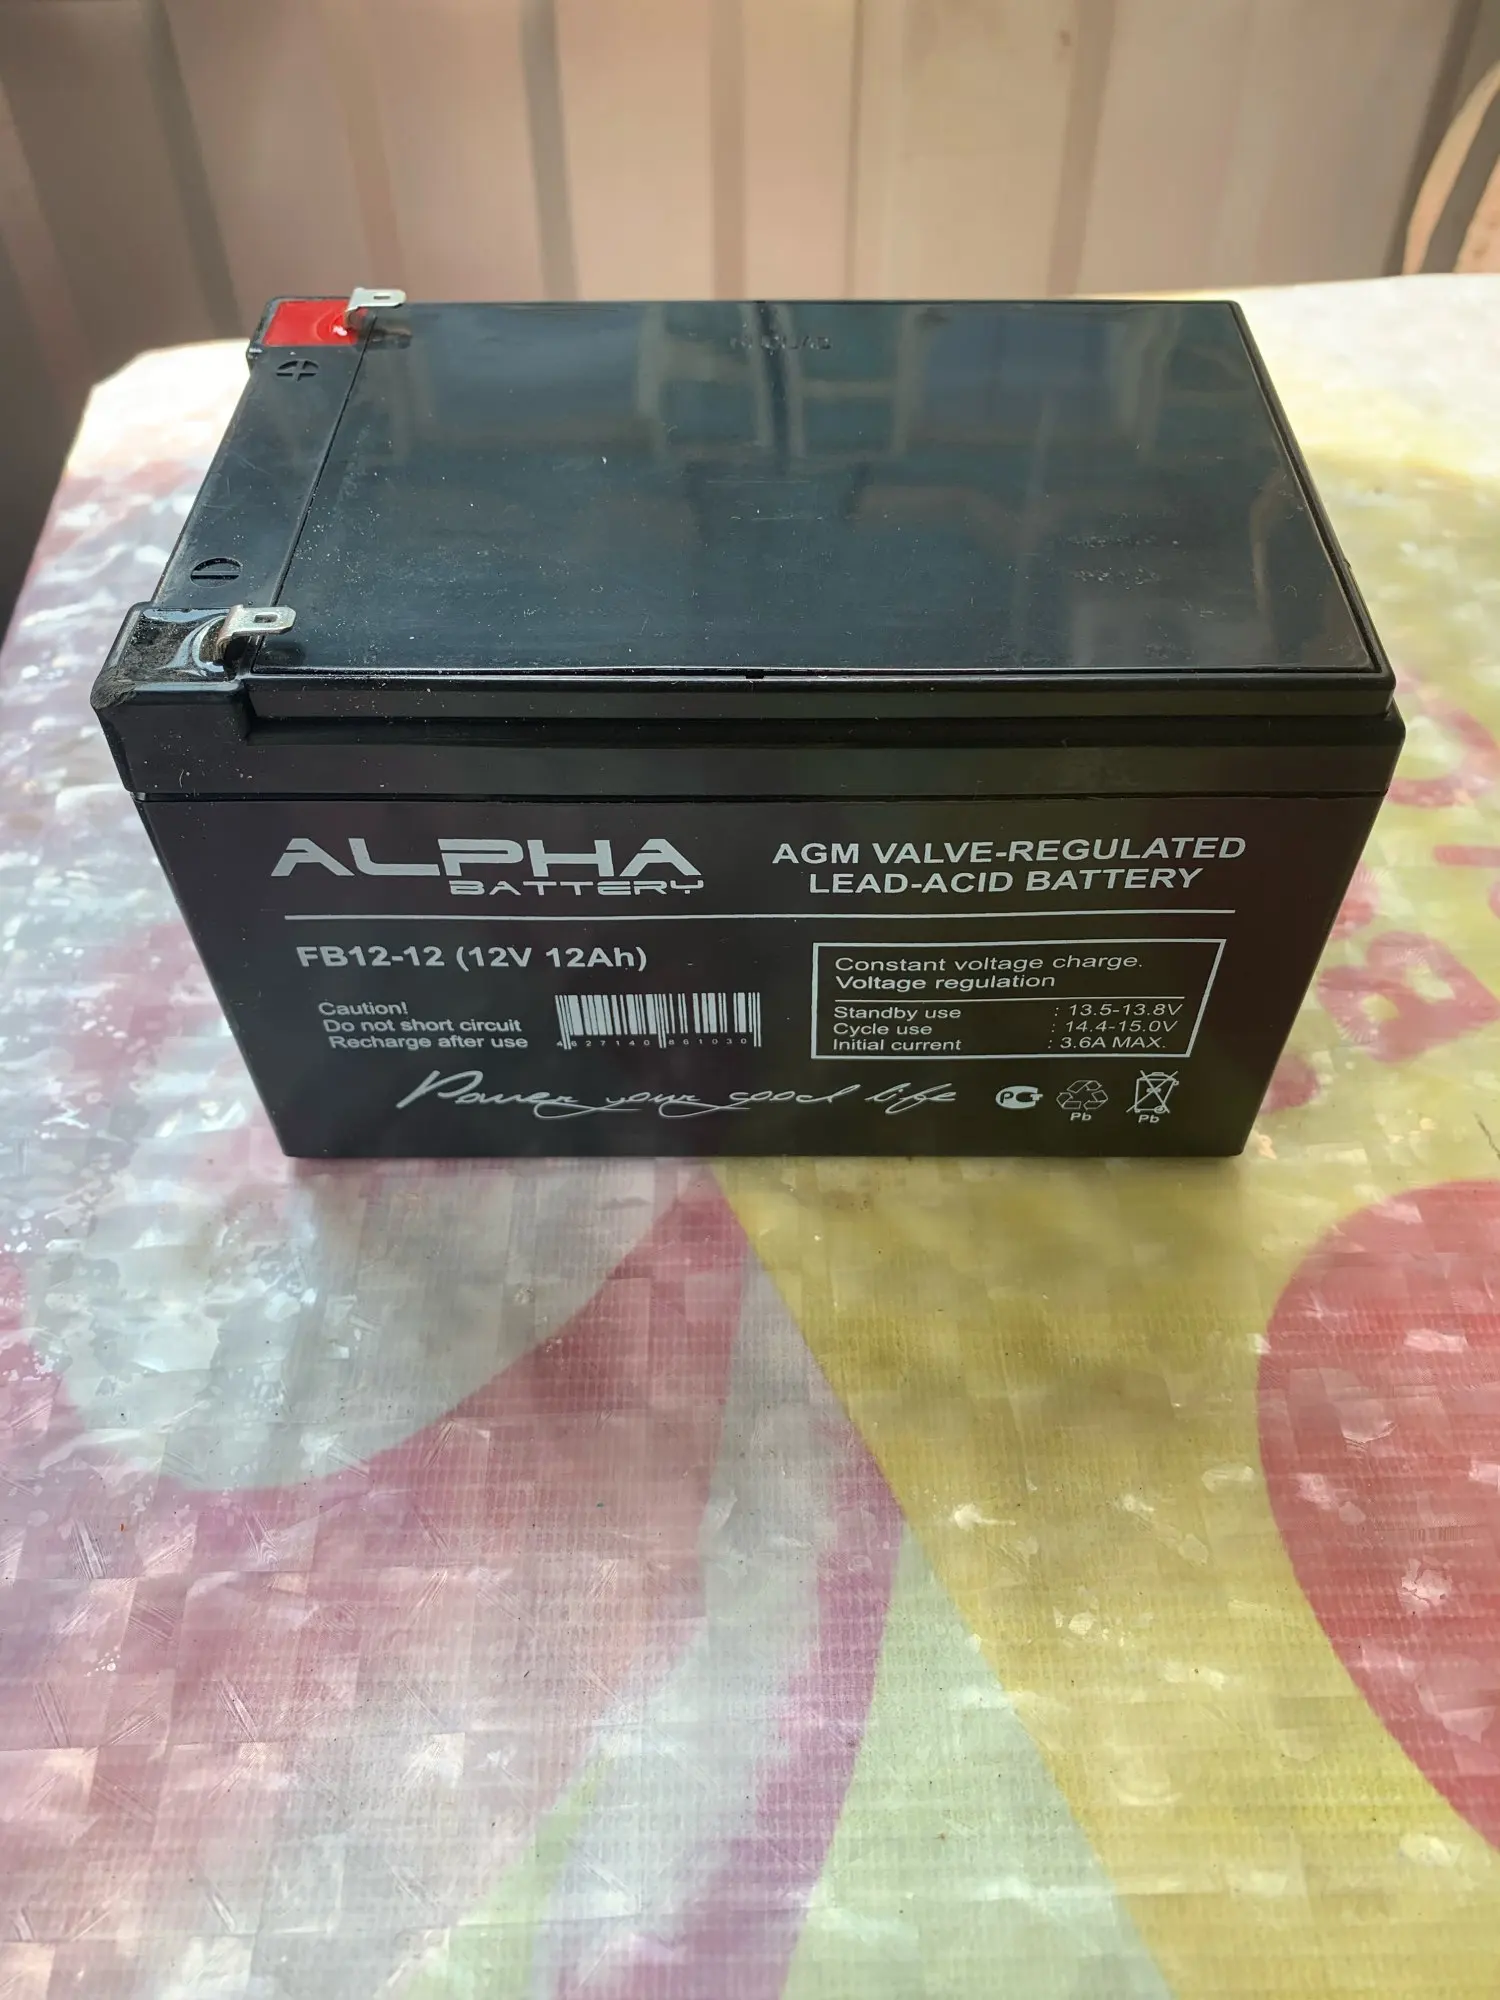 +
-
ALPHA
BATTERY
AGM VALVE-REGULATED
LEAD-ACID BATTERY
FB12-12 (12V 12Ah)
Caution!
Do not short circuit
Recharge after use
4627140861030
Constant voltage charge.
Voltage regulation
Standby use : 13.5-13.8V
Cycle use : 14.4-15.0V
Initial current : 3.6A MAX.
Power your good life
Pb
Pb